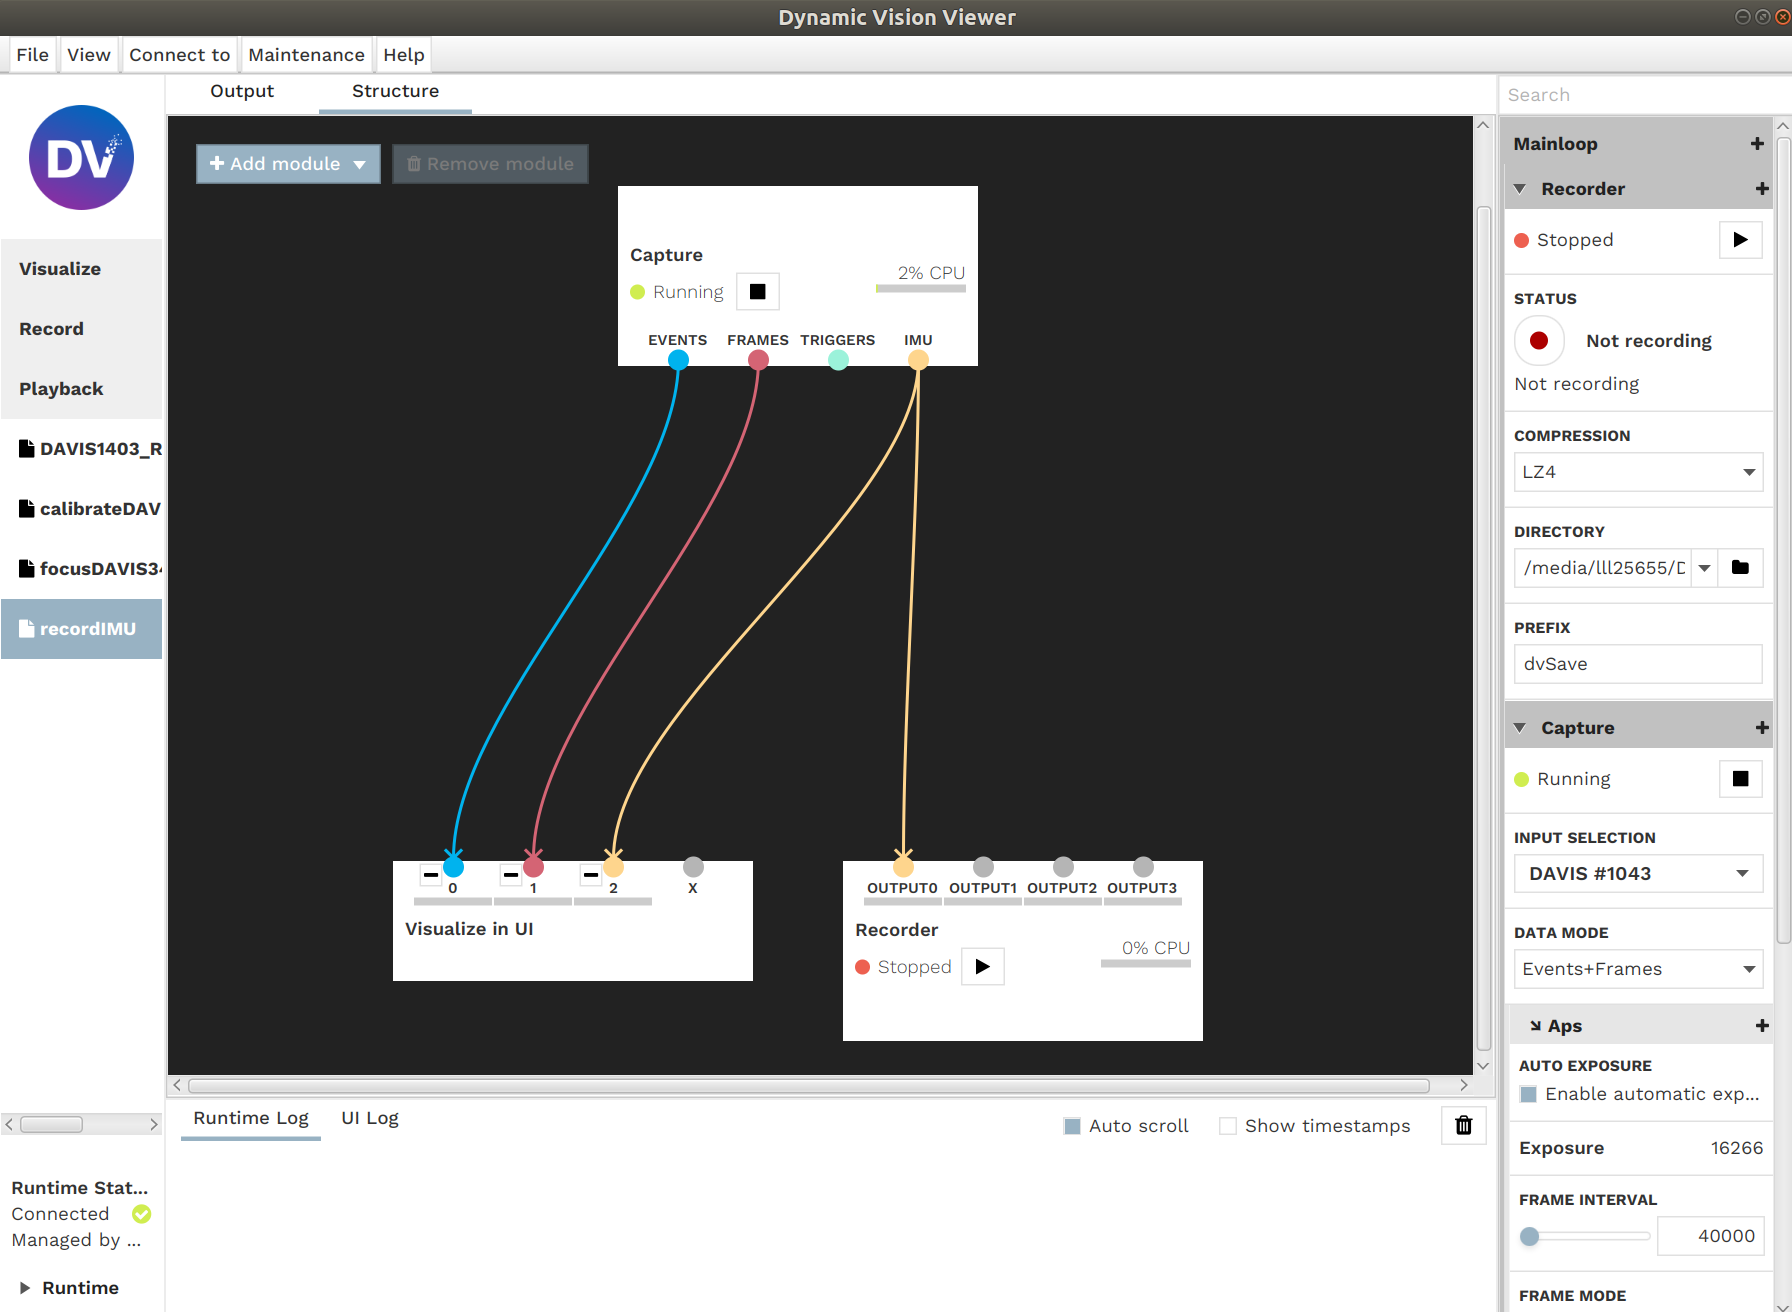 Dynamic Vision Viewer
File View Connect to Maintenance Help
DV
Visualize
Record
Playback
DAVIS1403_R
calibrateDAV
focusDAVIS34
recordIMU
Runtime Stat...
Connected
Managed by ...
Runtime
Output Structure
Add module Remove module
Capture
2% CPU
Running
EVENTS FRAMES TRIGGERS IMU
0 1 2 X
Visualize in UI
OUTPUT0 OUTPUT1 OUTPUT2 OUTPUT3
Recorder
0% CPU
Stopped
Runtime Log UI Log
Auto scroll Show timestamps
Search
Mainloop
Recorder
Stopped
STATUS
Not recording
Not recording
COMPRESSION
LZ4
DIRECTORY
/media/lll25655/D
PREFIX
dvSave
Capture
Running
INPUT SELECTION
DAVIS #1043
DATA MODE
Events+Frames
Aps
AUTO EXPOSURE
Enable automatic exp...
Exposure 16266
FRAME INTERVAL
40000
FRAME MODE